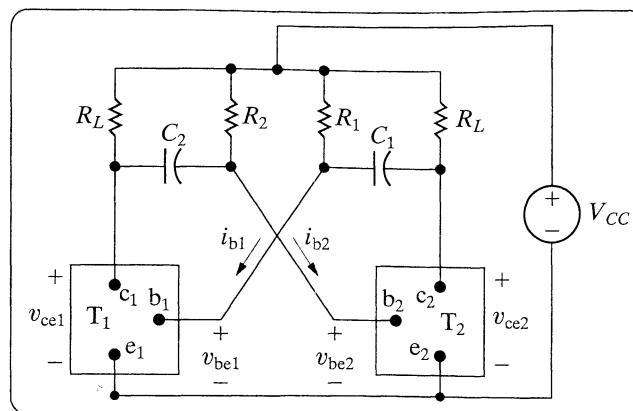 R_L R_2 R_1 R_L
C_2 C_1
+
V_CC
−
i_b1 i_b2
+ +
c_1 b_1 b_2 c_2
v_ce1 T_1 T_2 v_ce2
+ +
− e_1 v_be1 v_be2 e_2 −
− −